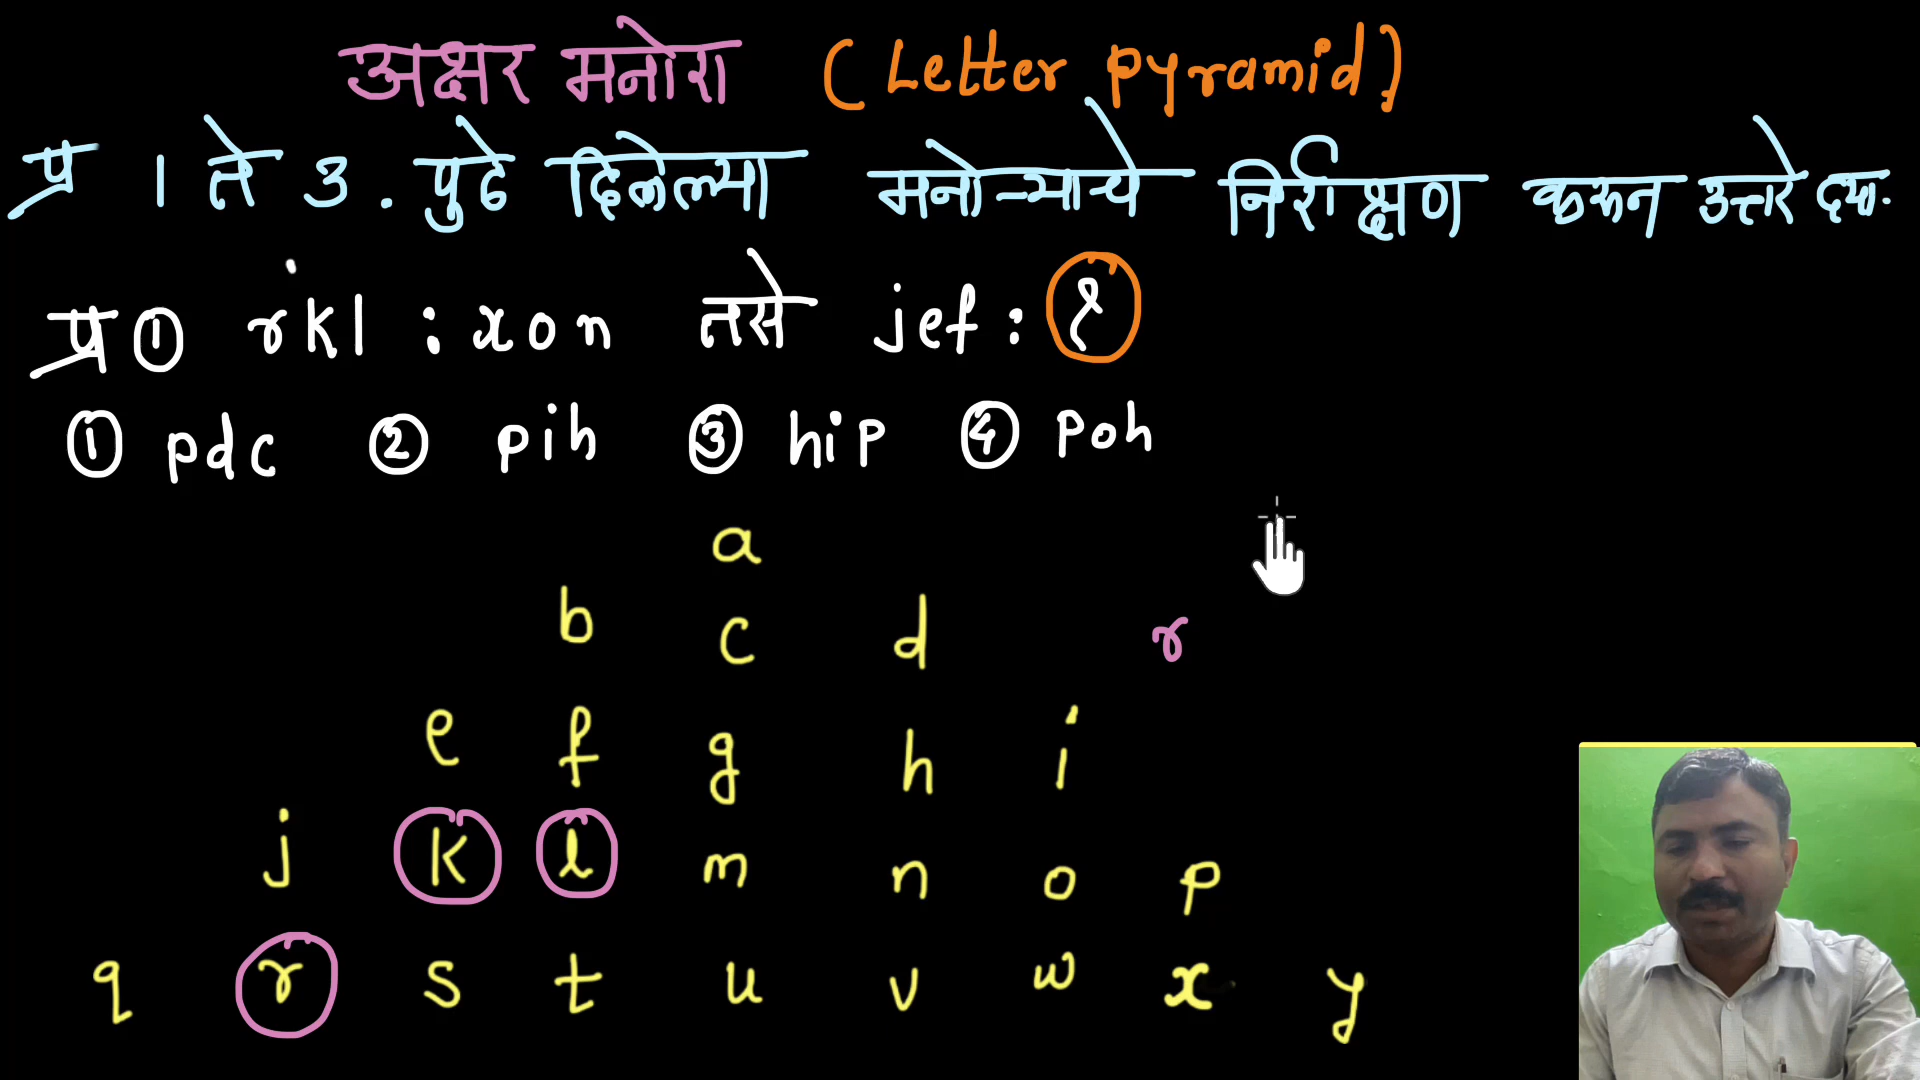 अक्षर मनोरा (Letter pyramid)
प्र 1 ते 3. पुढे दिलेल्या मनोऱ्याचे निरीक्षण करून उत्तरे द्या.
प्र ① rkl : xon तसे jef : ?
① pdc ② pih ③ hip ④ poh
a
b c d r
e f g h i
j k l m n o p
q r s t u v w x y